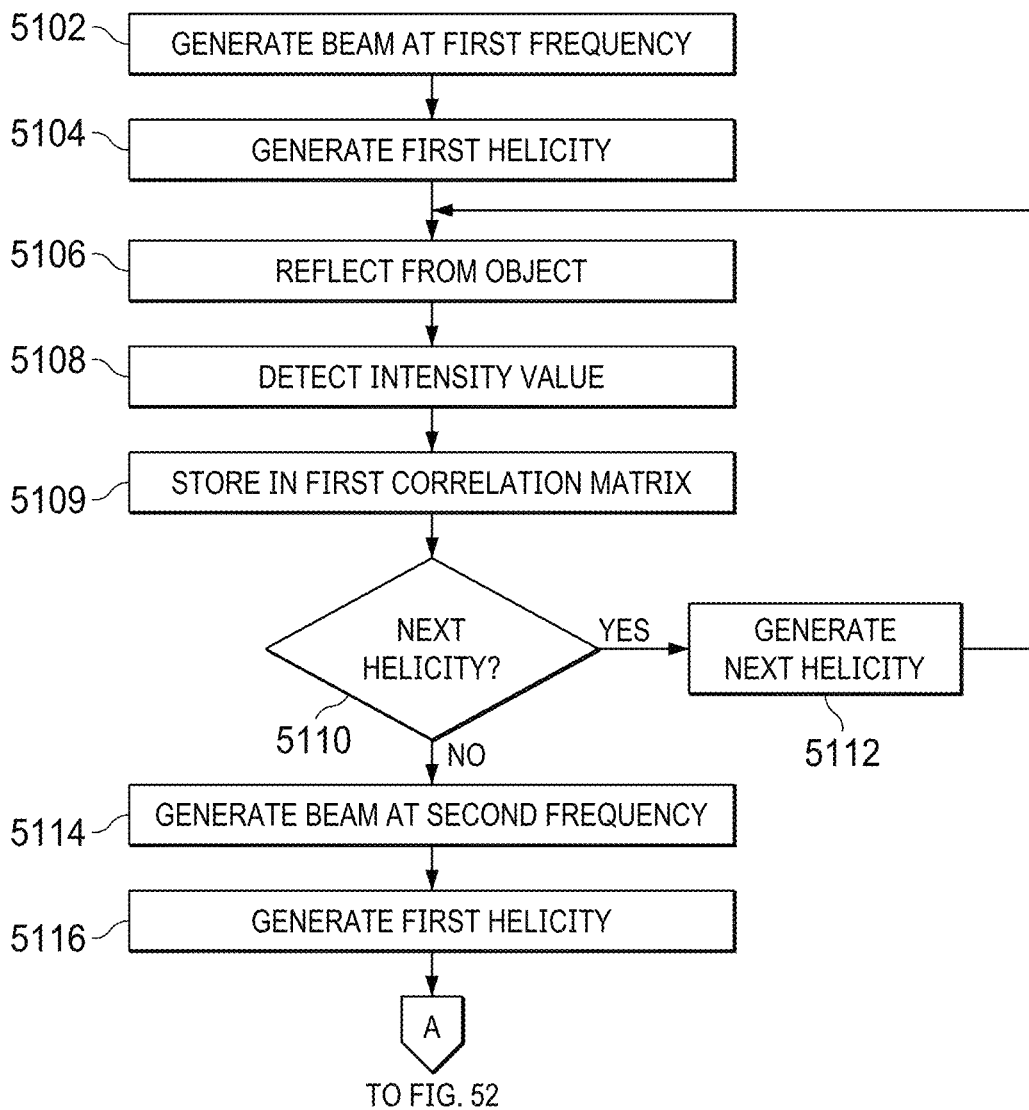 5102
GENERATE BEAM AT FIRST FREQUENCY
5104
GENERATE FIRST HELICITY
5106
REFLECT FROM OBJECT
5108
DETECT INTENSITY VALUE
5109
STORE IN FIRST CORRELATION MATRIX
NEXT
HELICITY?
5110
YES
GENERATE
NEXT HELICITY
5112
NO
5114
GENERATE BEAM AT SECOND FREQUENCY
5116
GENERATE FIRST HELICITY
A
TO FIG. 52